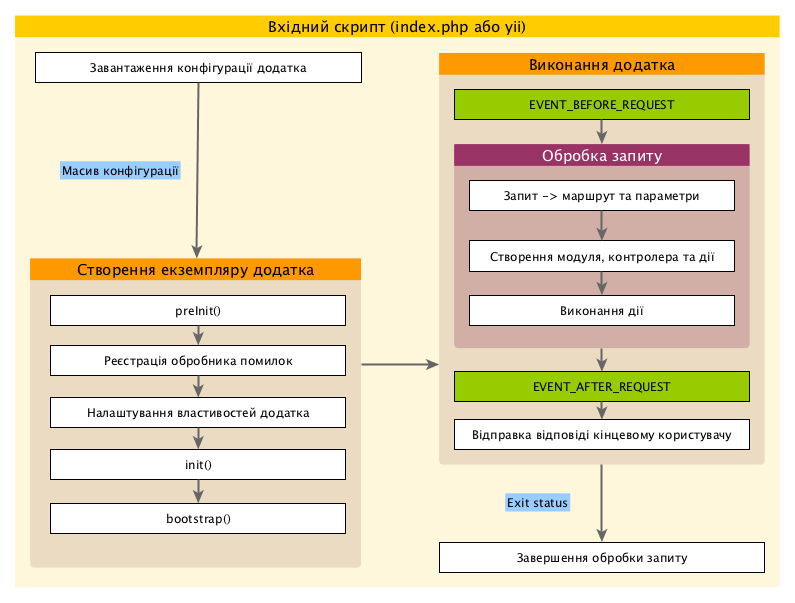 Вхідний скрипт (index.php або yii)
Завантаження конфігурації додатка
Масив конфігурації
Створення екземпляру додатка
preInit()
Реєстрація обробника помилок
Налаштування властивостей додатка
init()
bootstrap()
Виконання додатка
EVENT_BEFORE_REQUEST
Обробка запиту
Запит -> маршрут та параметри
Створення модуля, контролера та дії
Виконання дії
EVENT_AFTER_REQUEST
Відправка відповіді кінцевому користувачу
Exit status
Завершення обробки запиту